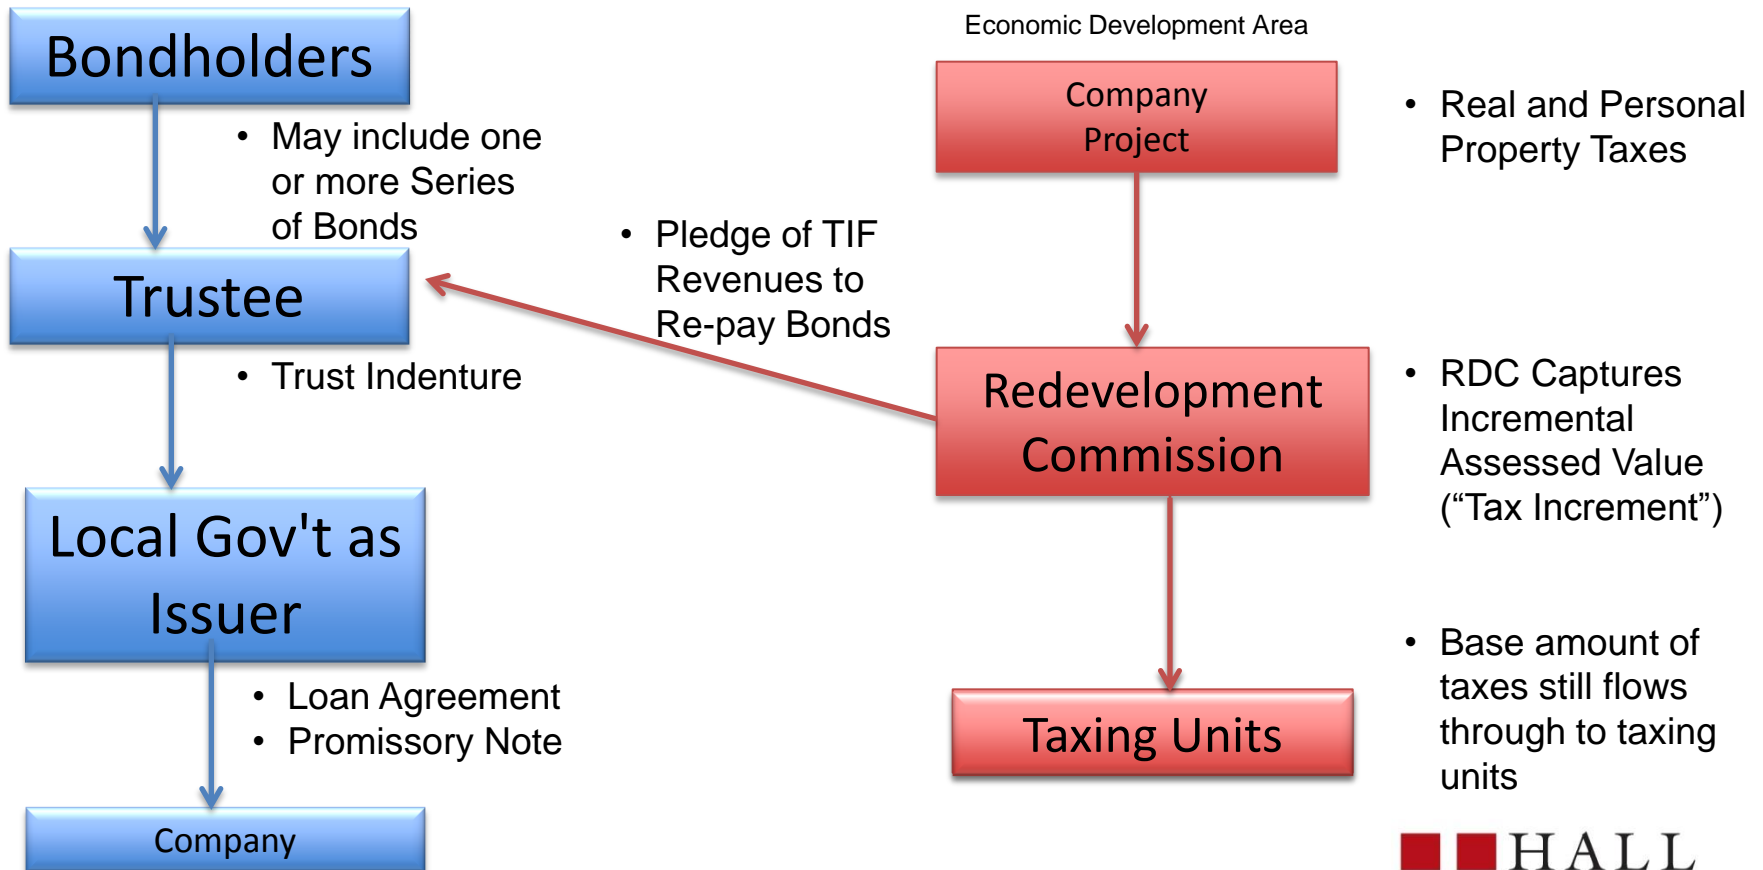 Bondholders
• May include one
or more Series
of Bonds
Trustee
• Trust Indenture
Local Gov't as
Issuer
• Loan Agreement
• Promissory Note
Company
• Pledge of TIF
Revenues to
Re-pay Bonds
Economic Development Area
Company
Project
• Real and Personal
Property Taxes
Redevelopment
Commission
• RDC Captures
Incremental
Assessed Value
(“Tax Increment”)
Taxing Units
• Base amount of
taxes still flows
through to taxing
units
HALL